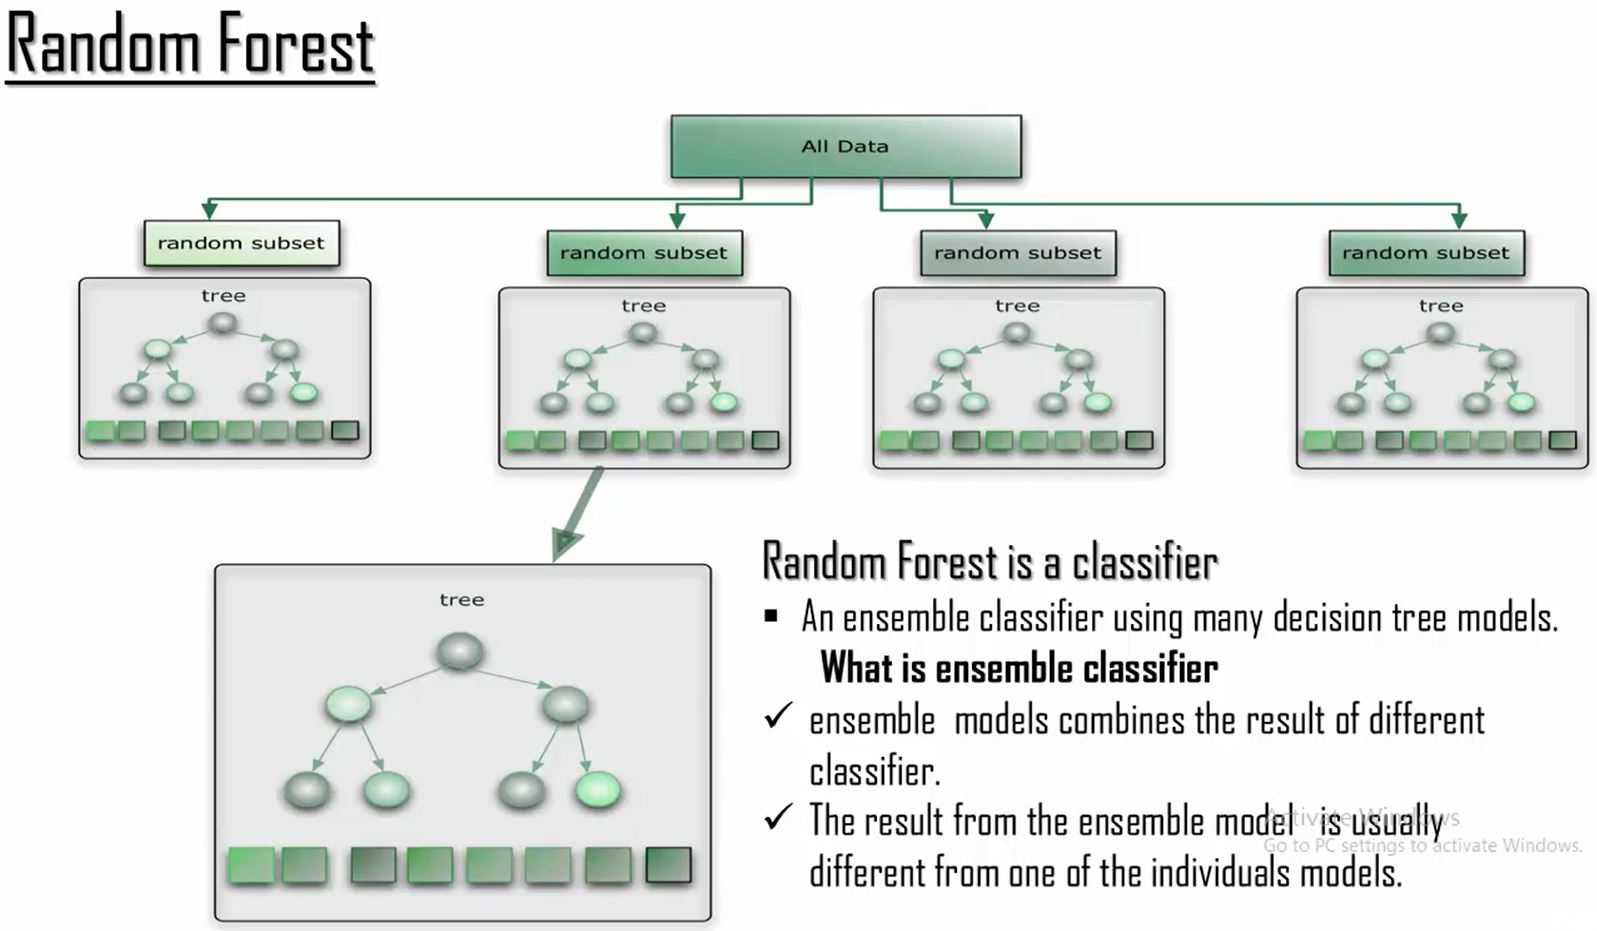 Random Forest
All Data
random subset
random subset
random subset
random subset
tree
tree
tree
tree
tree
Random Forest is a classifier
▪ An ensemble classifier using many decision tree models.
What is ensemble classifier
✓ ensemble models combines the result of different
classifier.
✓ The result from the ensemble model is usually
different from one of the individuals models.
Activate Windows
Go to PC settings to activate Windows.